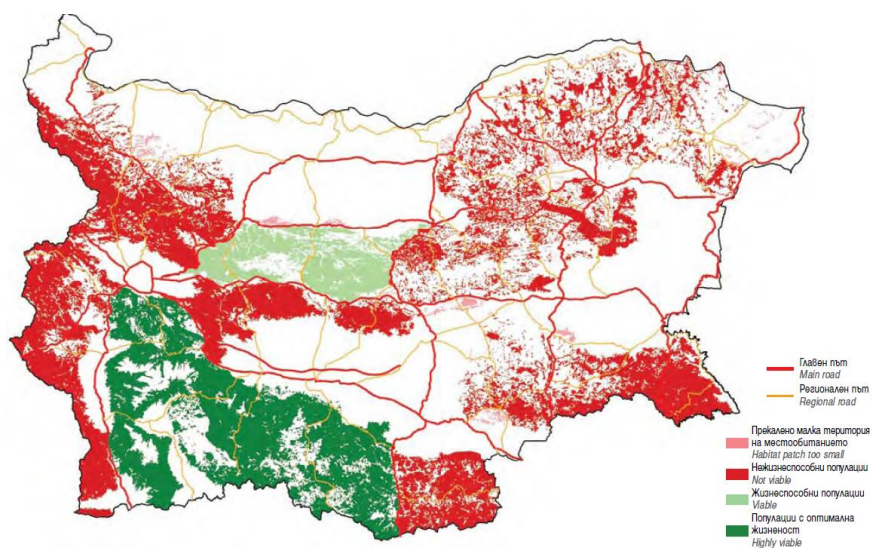 Главен път
Main road
Регионален път
Regional road
Прекалено малка територия
на местообитанието
Habitat patch too small
Нежизнеспособни популации
Not viable
Жизнеспособни популации
Viable
Популации с оптимална
жизненост
Highly viable